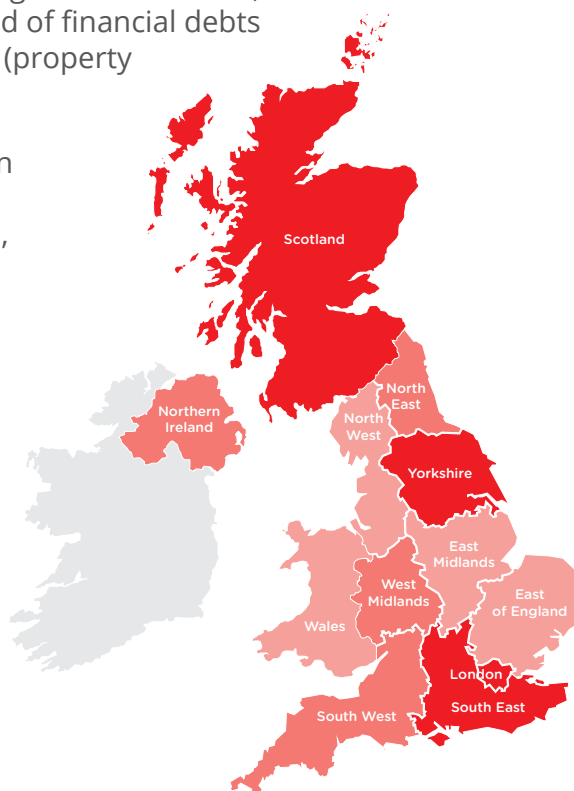 d of financial debts
(property
n
,
Scotland
Northern
Ireland
North
East
North
West
Yorkshire
East
Midlands
West
Midlands
East
of England
Wales
London
South East
South West